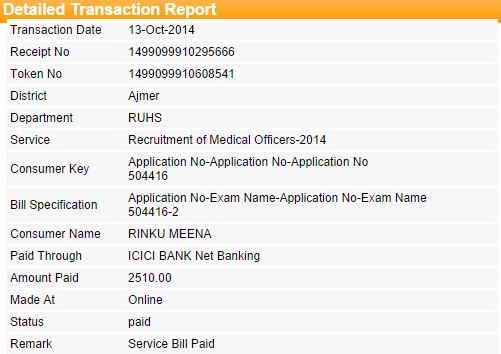 Detailed Transaction Report
Transaction Date 13-Oct-2014
Receipt No 1499099910295666
Token No 1499099910608541
District Ajmer
Department RUHS
Service Recruitment of Medical Officers-2014
Consumer Key Application No-Application No-Application No
504416
Bill Specification Application No-Exam Name-Application No-Exam Name
504416-2
Consumer Name RINKU MEENA
Paid Through ICICI BANK Net Banking
Amount Paid 2510.00
Made At Online
Status paid
Remark Service Bill Paid